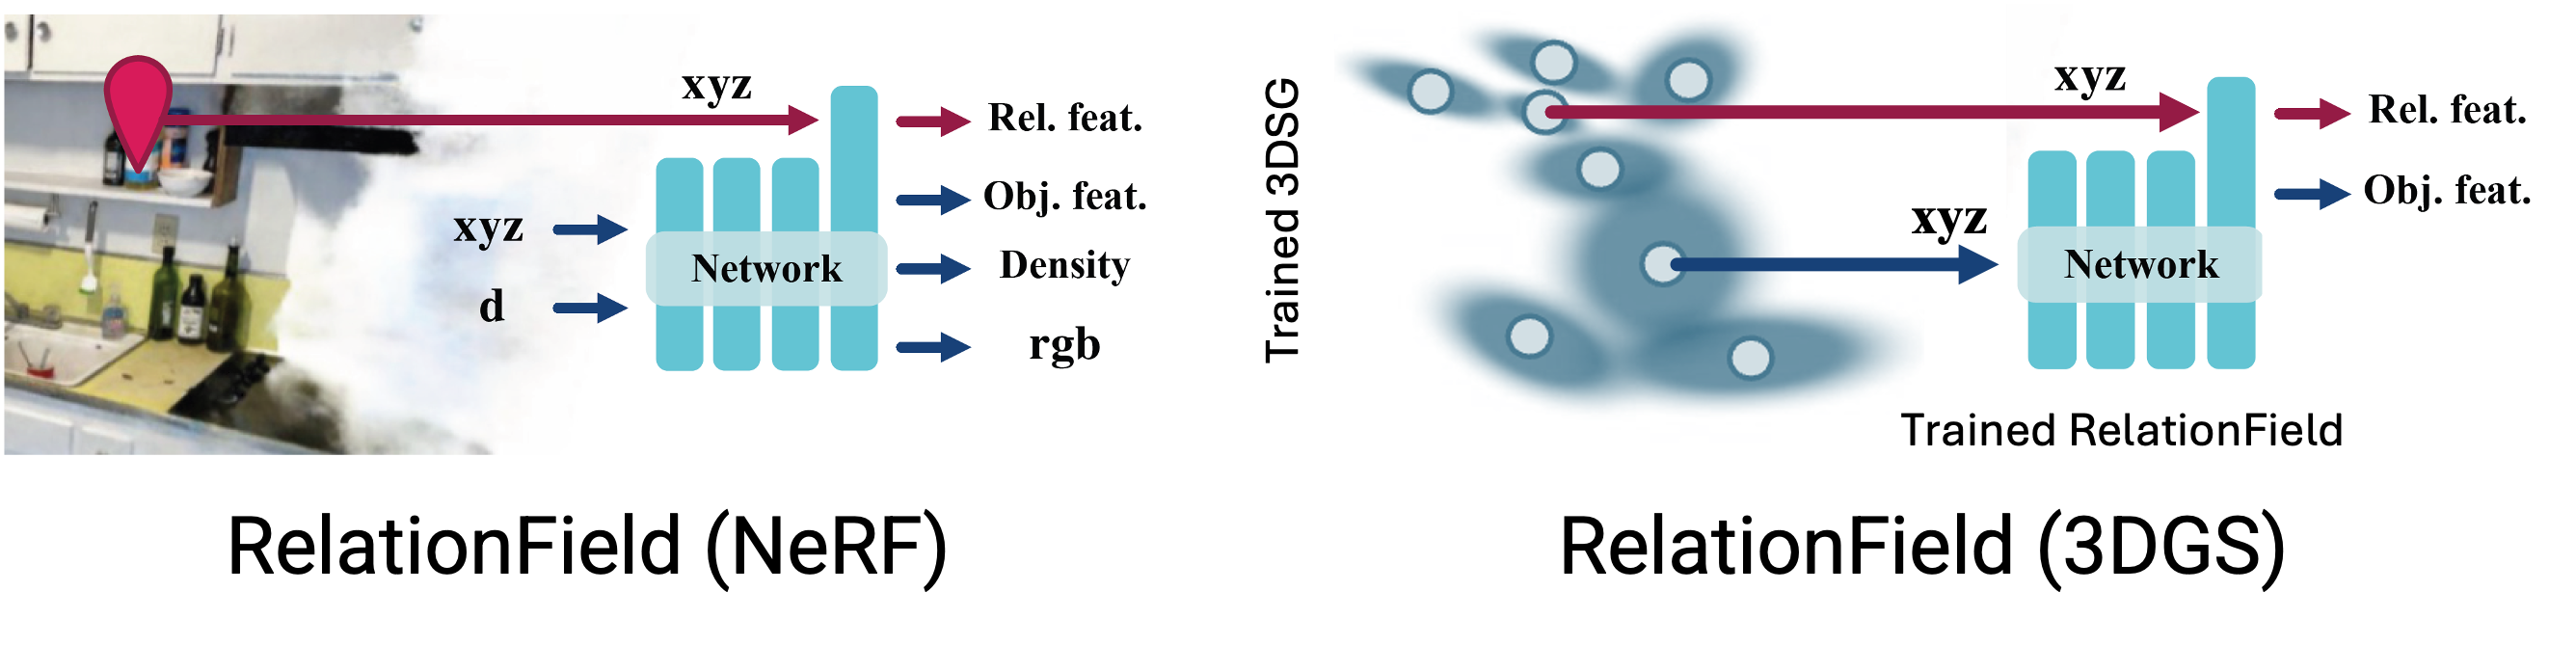 xyz
Rel. feat.
Obj. feat.
xyz
Network
Density
d
rgb
RelationField (NeRF)
Trained 3DSG
xyz
Rel. feat.
Obj. feat.
xyz
Network
Trained RelationField
RelationField (3DGS)